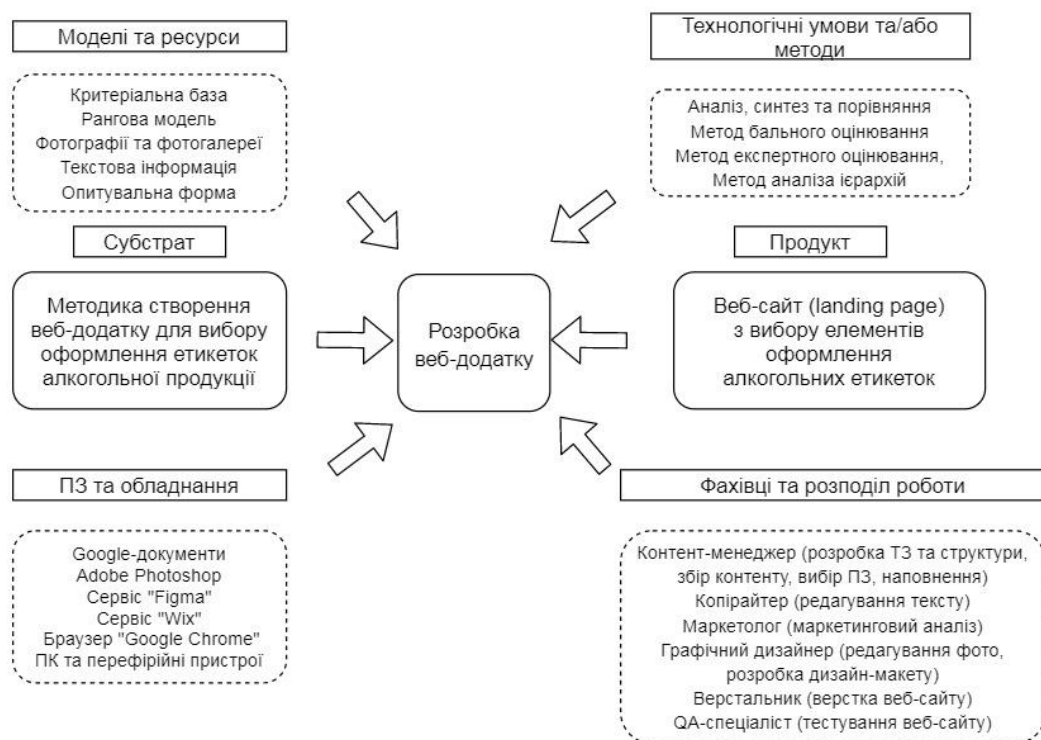 Моделі та ресурси
Критеріальна база
Рангова модель
Фотографії та фотогалереї
Текстова інформація
Опитувальна форма
Технологічні умови та/або
методи
Аналіз, синтез та порівняння
Метод бального оцінювання
Метод експертного оцінювання,
Метод аналіза ієрархій
Субстрат
Методика створення
веб-додатку для вибору
оформлення етикеток
алкогольної продукції
Розробка
веб-додатку
Продукт
Веб-сайт (landing page)
з вибору елементів
оформлення
алкогольних етикеток
ПЗ та обладнання
Google-документи
Adobe Photoshop
Сервіс "Figma"
Сервіс "Wix"
Браузер "Google Chrome"
ПК та перефірійні пристрої
Фахівці та розподіл роботи
Контент-менеджер (розробка ТЗ та структури,
збір контенту, вибір ПЗ, наповнення)
Копірайтер (редагування тексту)
Маркетолог (маркетинговий аналіз)
Графічний дизайнер (редагування фото,
розробка дизайн-макету)
Верстальник (верстка веб-сайту)
QA-спеціаліст (тестування веб-сайту)